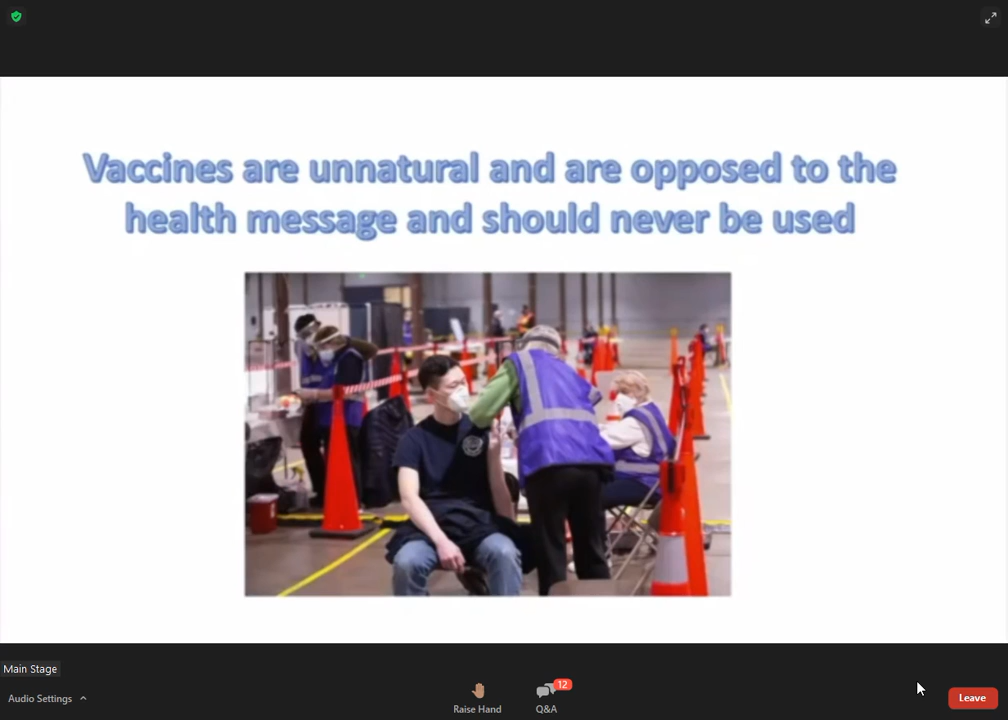 Vaccines are unnatural and are opposed to the
health message and should never be used
Main Stage
Audio Settings
Raise Hand
12
Q&A
Leave